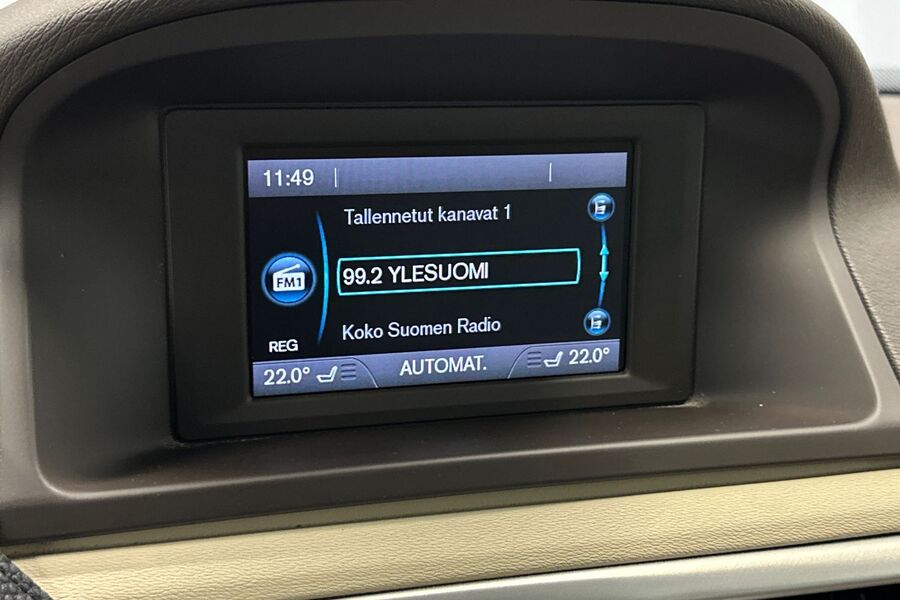 11:49
Tallennetut kanavat 1
FM1
99.2 YLESUOMI
Koko Suomen Radio
REG
22.0° AUTOMAT. 22.0°